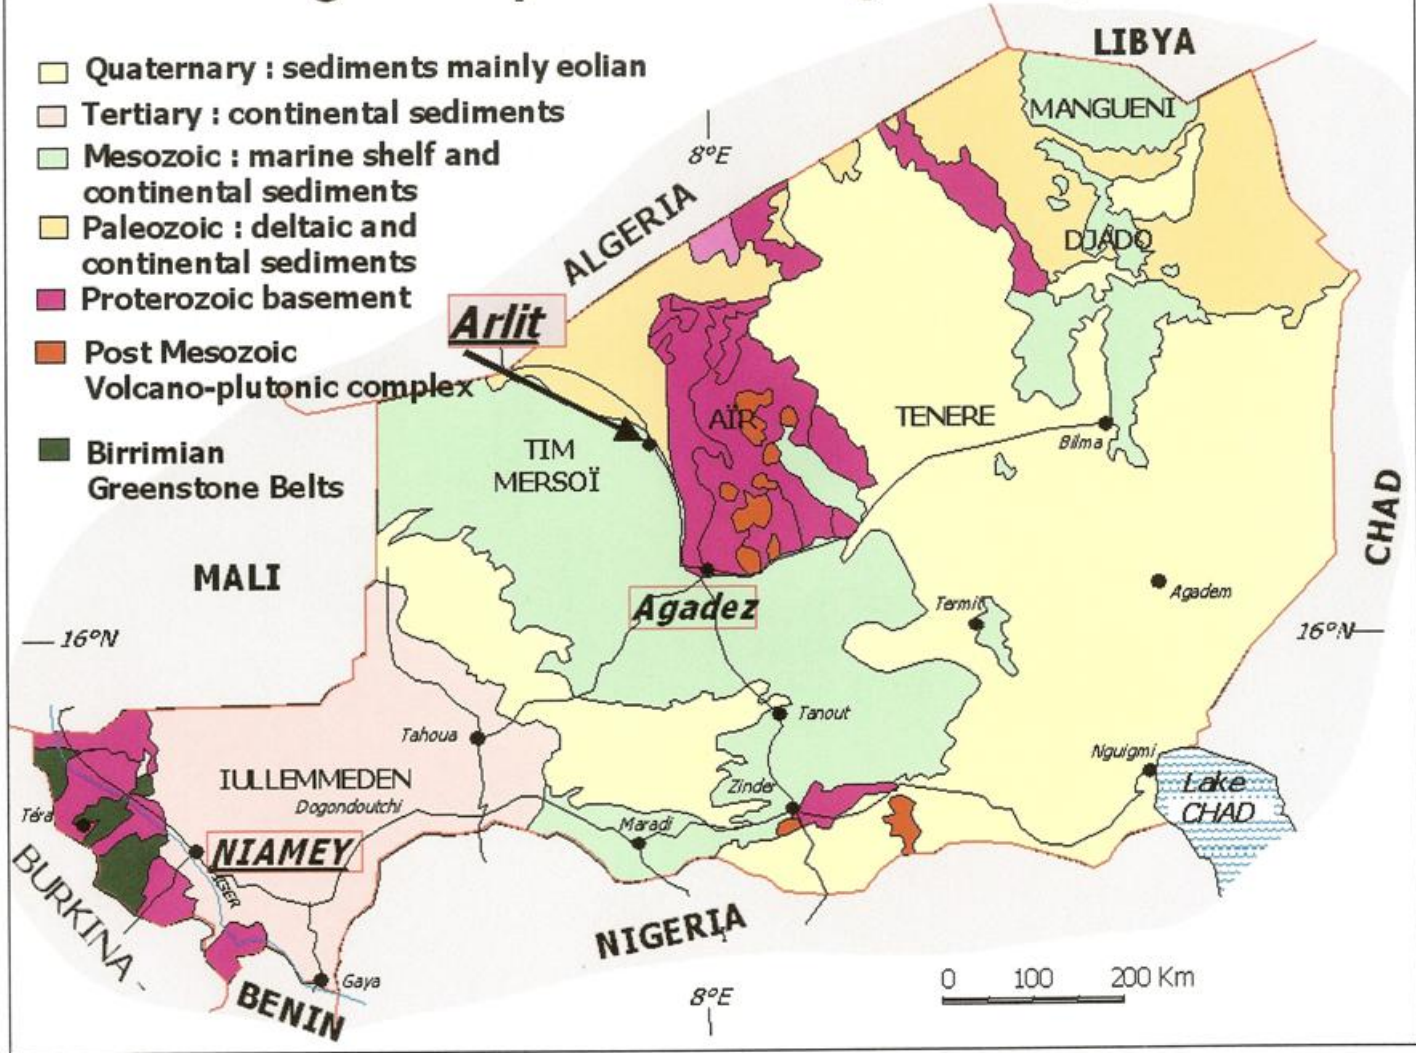 Quaternary : sediments mainly eolian
Tertiary : continental sediments
Mesozoic : marine shelf and
continental sediments
Paleozoic : deltaic and
continental sediments
Proterozoic basement
Post Mesozoic
Volcano-plutonic complex
Birrimian
Greenstone Belts
LIBYA
MANGUENI
8°E
ALGERIA
DJADO
Arlit
AÏR
TENERE
Bilma
TIM
MERSOÏ
CHAD
MALI
Agadez
Termit
Agadem
16°N
16°N
Tahoua
Tanout
Nguigmi
IULLEMMEDEN
Dogondoutchi
Zinder
Lake
CHAD
Téra
Maradi
NIAMEY
BURKINA
NIGERIA
Gaya
BENIN
8°E
0 100 200 Km